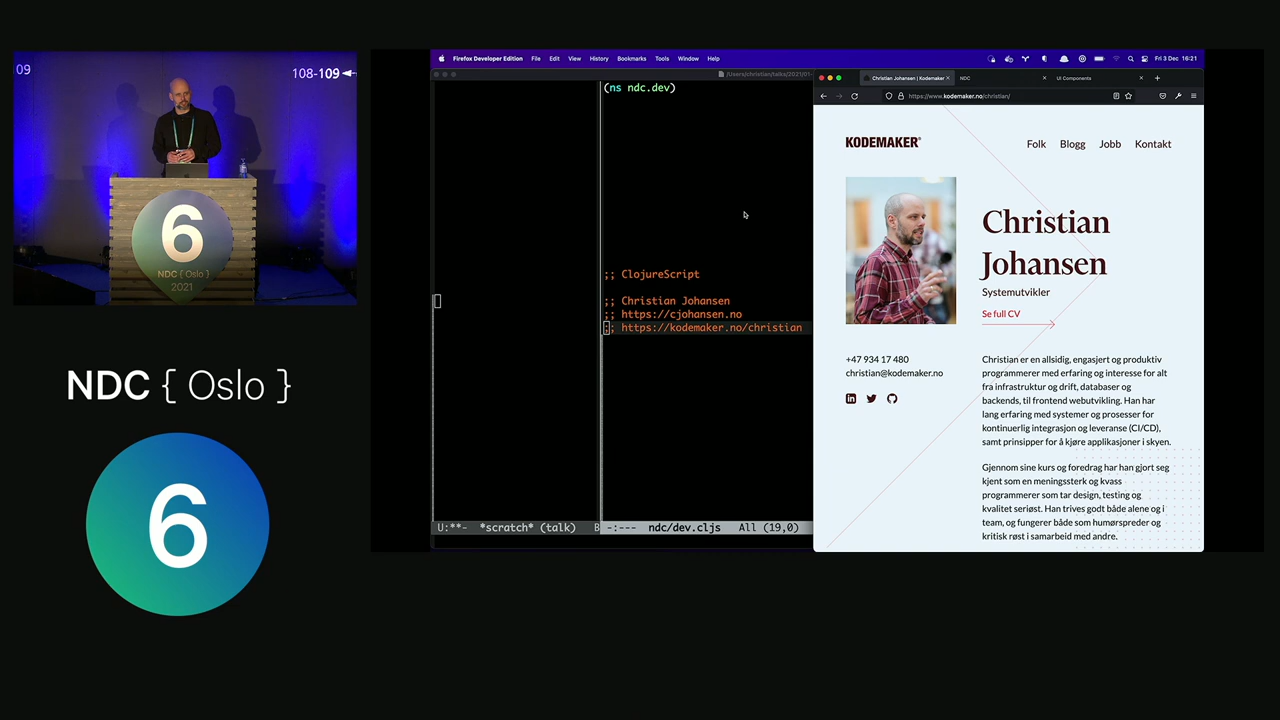 09
108-109
6
NDC { Oslo }
2021
NDC { Oslo }
6
Firefox Developer Edition File Edit View History Bookmarks Tools Window Help
Fri 3 Dec 16:21
(ns ndc.dev)
;; ClojureScript
;; Christian Johansen
;; https://cjohansen.no
;; https://kodemaker.no/christian
U:**- *scratch* (talk) B
-:--- ndc/dev.cljs All (19,0)
Christian Johansen | Kodemaker
NDC
UI Components
https://www.kodemaker.no/christian/
KODEMAKER
Folk Blogg Jobb Kontakt
Christian
Johansen
Systemutvikler
Se full CV
+47 934 17 480
christian@kodemaker.no
Christian er en allsidig, engasjert og produktiv
programmerer med erfaring og interesse for alt
fra infrastruktur og drift, databaser og
backends, til frontend webutvikling. Han har
lang erfaring med systemer og prosesser for
kontinuerlig integrasjon og leveranse (CI/CD),
samt prinsipper for å kjøre applikasjoner i skyen.
Gjennom sine kurs og foredrag har han gjort seg
kjent som en meningssterk og kvass
programmerer som tar design, testing og
kvalitet seriøst. Han trives godt både alene og i
team, og fungerer både som humørspreder og
kritisk røst i samarbeid med andre.